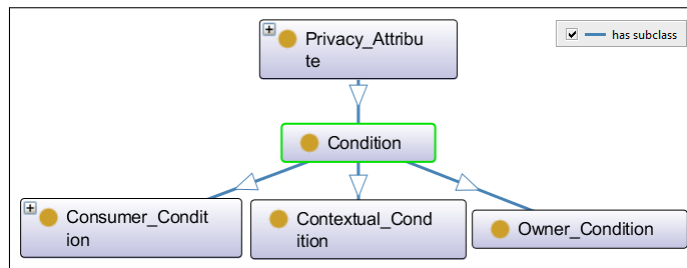 Privacy_Attribu
te
has subclass
Condition
Consumer_Condit
ion
Contextual_Cond
ition
Owner_Condition